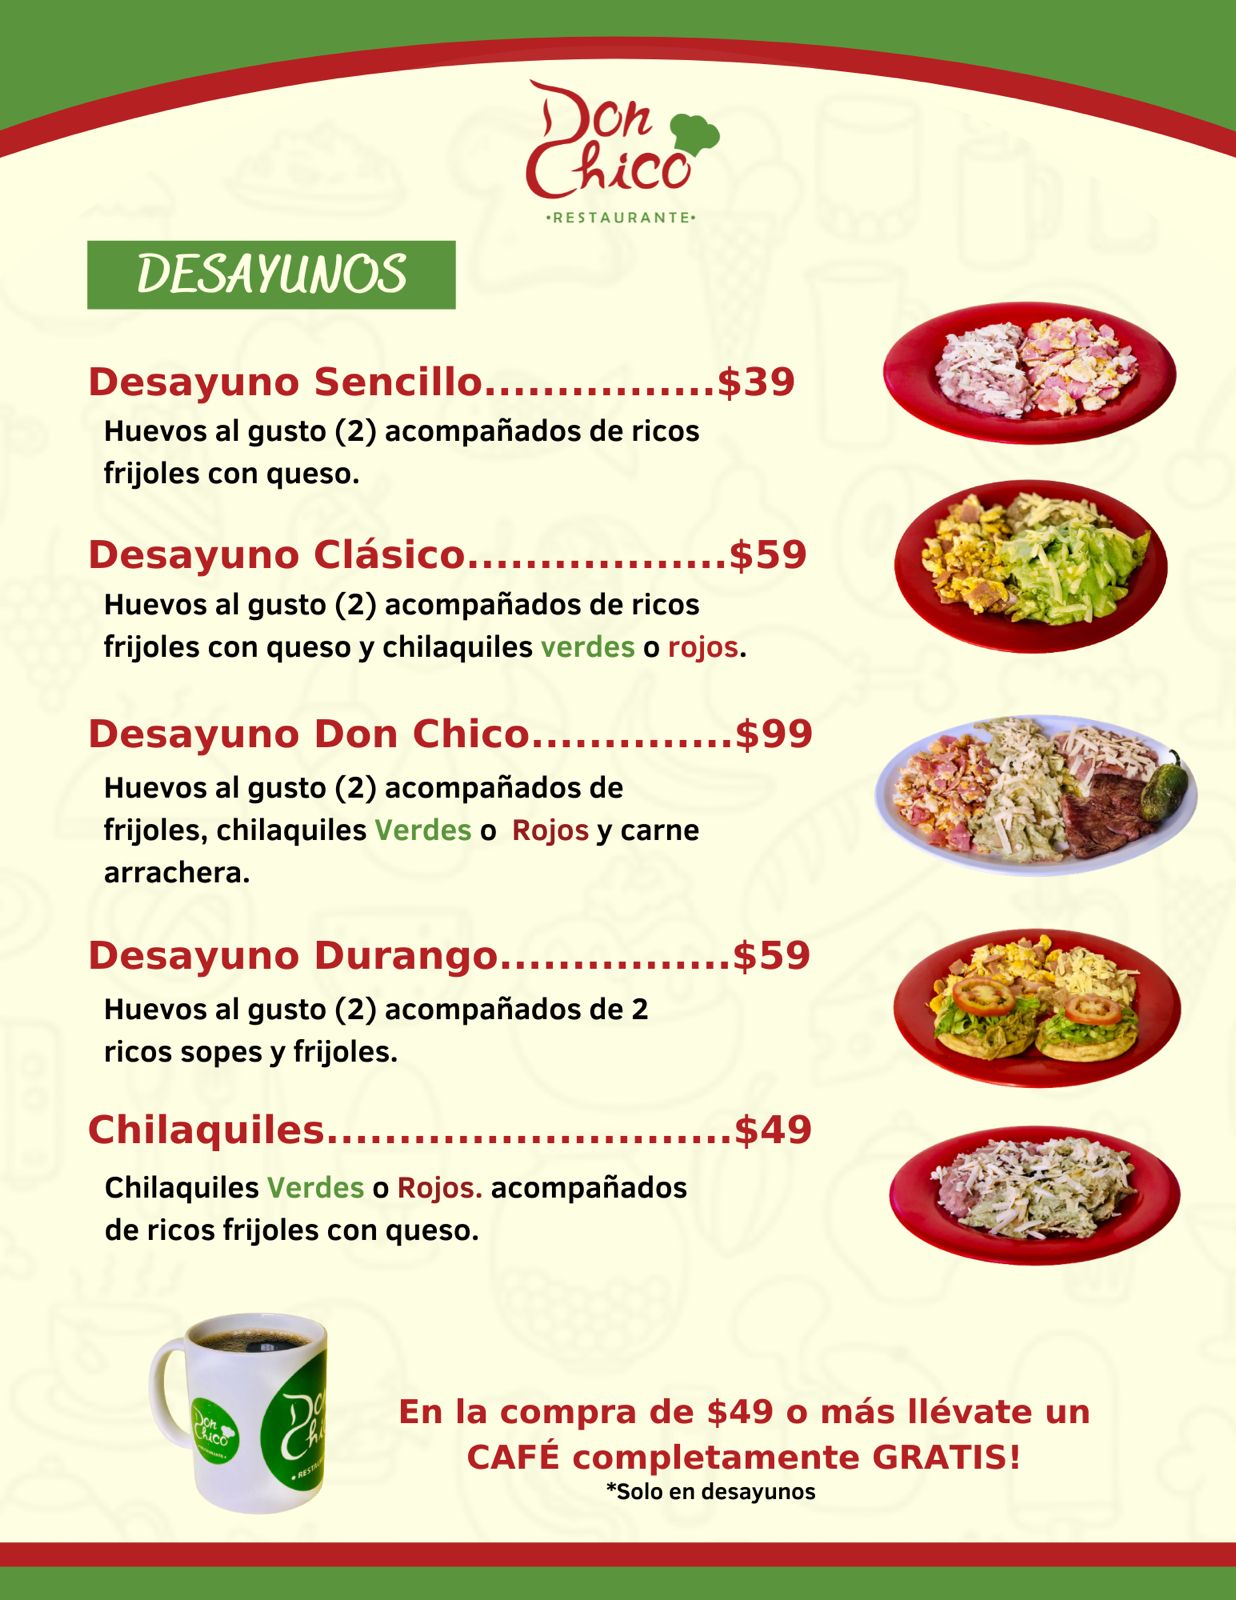 Don
Chico
•RESTAURANTE•
DESAYUNOS
Desayuno Sencillo................$39
Huevos al gusto (2) acompañados de ricos
frijoles con queso.
Desayuno Clásico..................$59
Huevos al gusto (2) acompañados de ricos
frijoles con queso y chilaquiles verdes o rojos.
Desayuno Don Chico..............$99
Huevos al gusto (2) acompañados de
frijoles, chilaquiles Verdes o Rojos y carne
arrachera.
Desayuno Durango................$59
Huevos al gusto (2) acompañados de 2
ricos sopes y frijoles.
Chilaquiles............................$49
Chilaquiles Verdes o Rojos. acompañados
de ricos frijoles con queso.
Don
Chico
En la compra de $49 o más llévate un
CAFÉ completamente GRATIS!
*Solo en desayunos